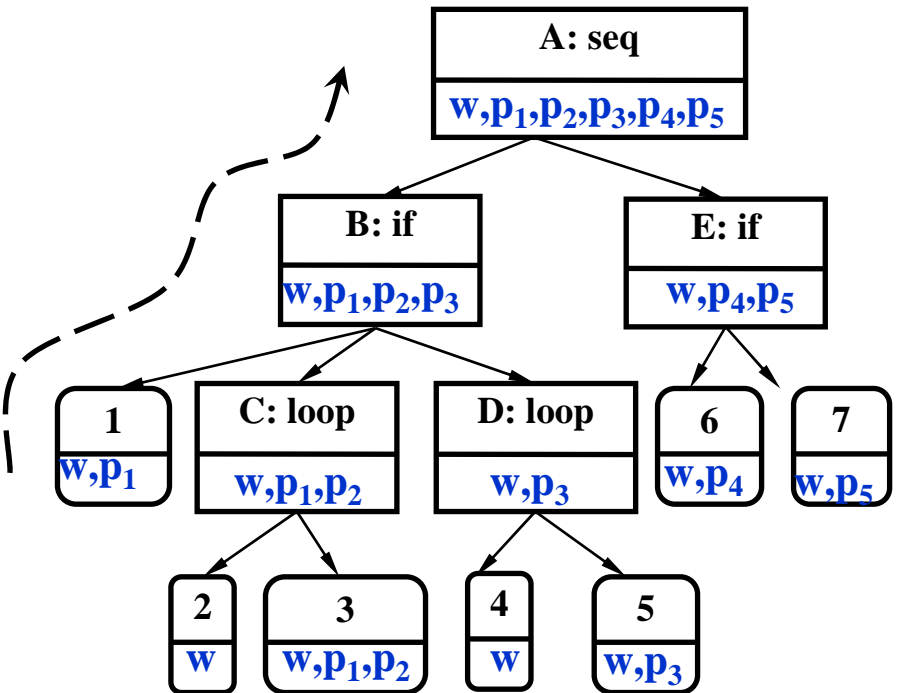 A: seq
w,p₁,p₂,p₃,p₄,p₅
B: if
w,p₁,p₂,p₃
E: if
w,p₄,p₅
1
w,p₁
C: loop
w,p₁,p₂
D: loop
w,p₃
6
w,p₄
7
w,p₅
2
w
3
w,p₁,p₂
4
w
5
w,p₃